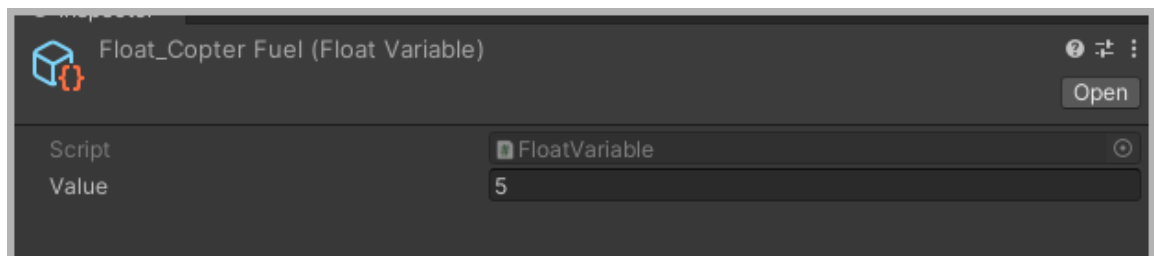 Float_Copter Fuel (Float Variable)
Open
Script
FloatVariable
Value
5